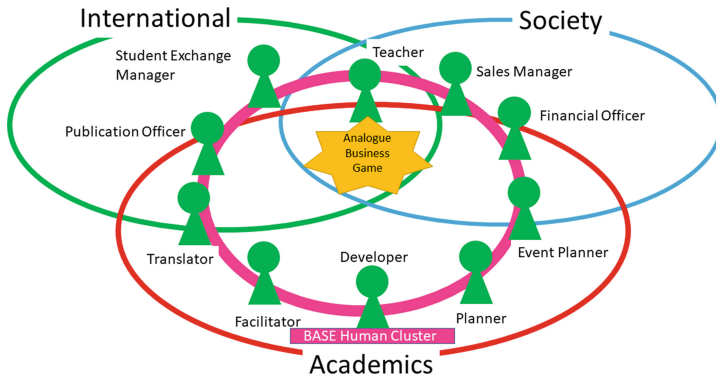 International
Society
Student Exchange
Manager
Teacher
Sales Manager
Publication Officer
Financial Officer
Analogue
Business
Game
Translator
Developer
Event Planner
Facilitator
Planner
BASE Human Cluster
Academics